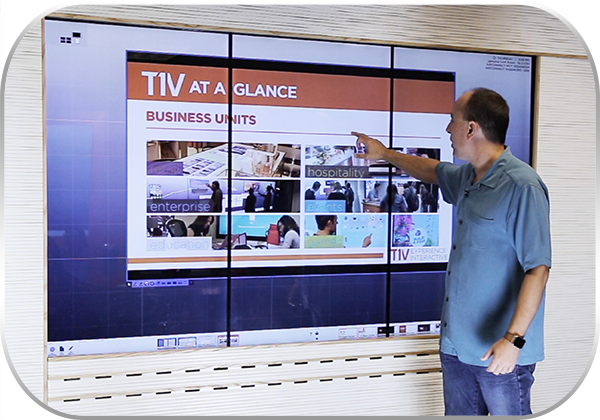 T1V AT A GLANCE
BUSINESS UNITS
hospitality
enterprise
education
T1V EXPERIENCE
INTERACTIVE